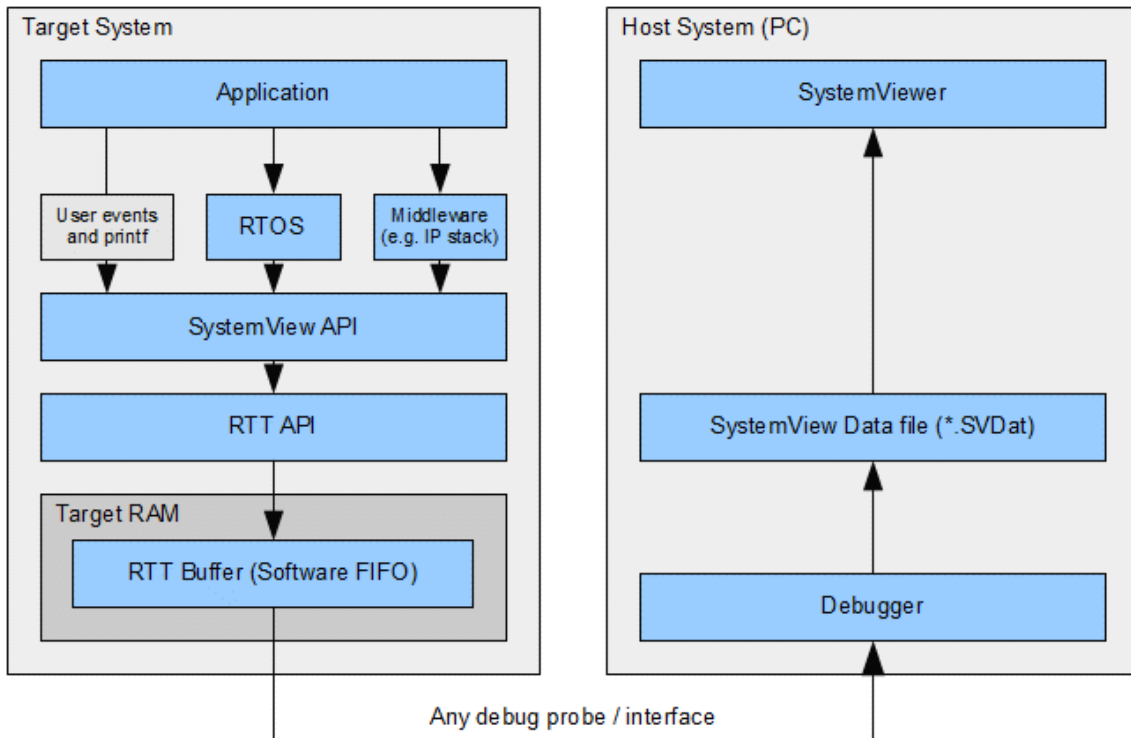 Target System
Application
User events
and printf
RTOS
Middleware
(e.g. IP stack)
SystemView API
RTT API
Target RAM
RTT Buffer (Software FIFO)
Host System (PC)
SystemViewer
SystemView Data file (*.SVDat)
Debugger
Any debug probe / interface